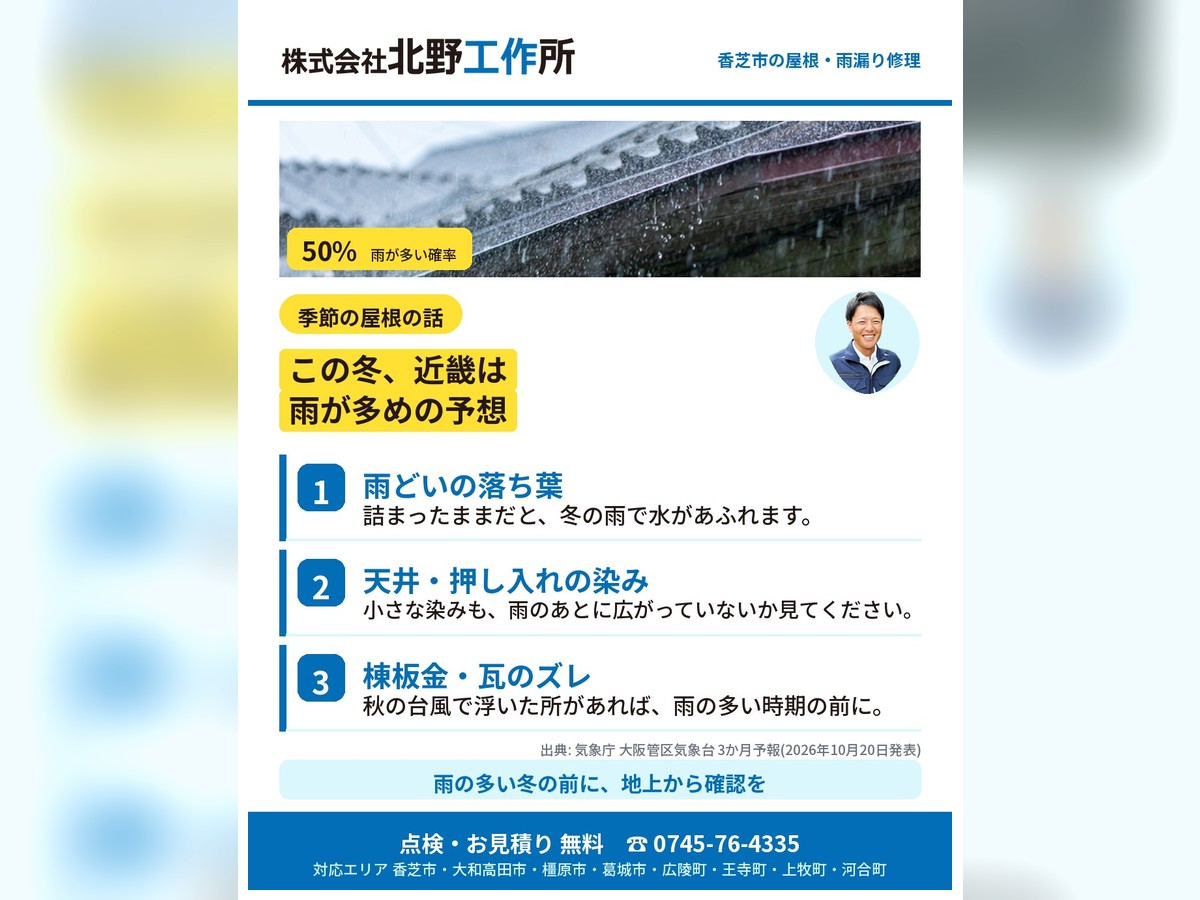 株式会社北野工作所
香芝市の屋根・雨漏り修理
50% 雨が多い確率
季節の屋根の話
この冬、近畿は
雨が多めの予想
1
雨どいの落ち葉
詰まったままだと、冬の雨で水があふれます。
2
天井・押し入れの染み
小さな染みも、雨のあとに広がっていないか見てください。
3
棟板金・瓦のズレ
秋の台風で浮いた所があれば、雨の多い時期の前に。
出典: 気象庁 大阪管区気象台 3か月予報(2026年10月20日発表)
雨の多い冬の前に、地上から確認を
点検・お見積り 無料 ☎ 0745-76-4335
対応エリア 香芝市・大和高田市・橿原市・葛城市・広陵町・王寺町・上牧町・河合町